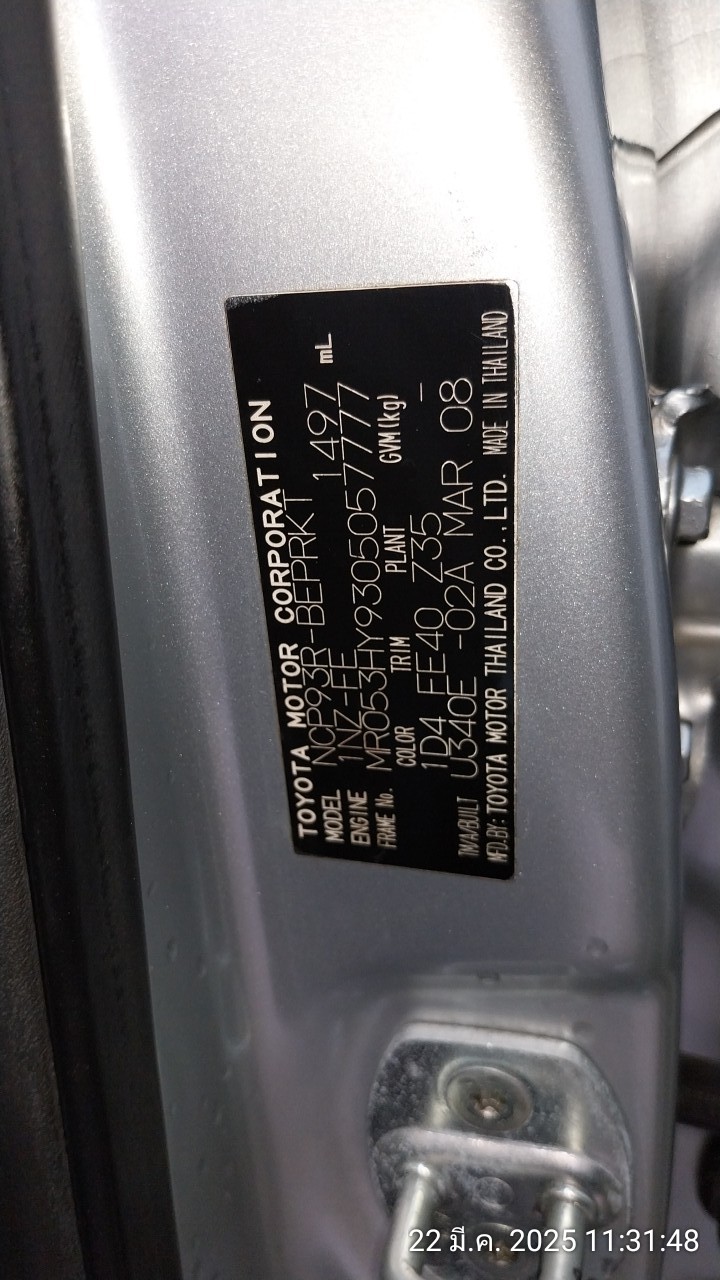 TOYOTA MOTOR CORPORATION
MODEL NCP93R-BEPRKT 1497 mL
ENGINE 1NZ-FE
FRAME No. MR053HY9305057777
COLOR TRIM PLANT GVM(kg)
1D4 FE40 Z35 —
TM/A/BUILT U340E -02A MAR 08
MFD.BY:TOYOTA MOTOR THAILAND CO.,LTD. MADE IN THAILAND
22 มี.ค. 2025 11:31:48